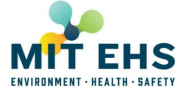 MIT EHS
ENVIRONMENT · HEALTH · SAFETY